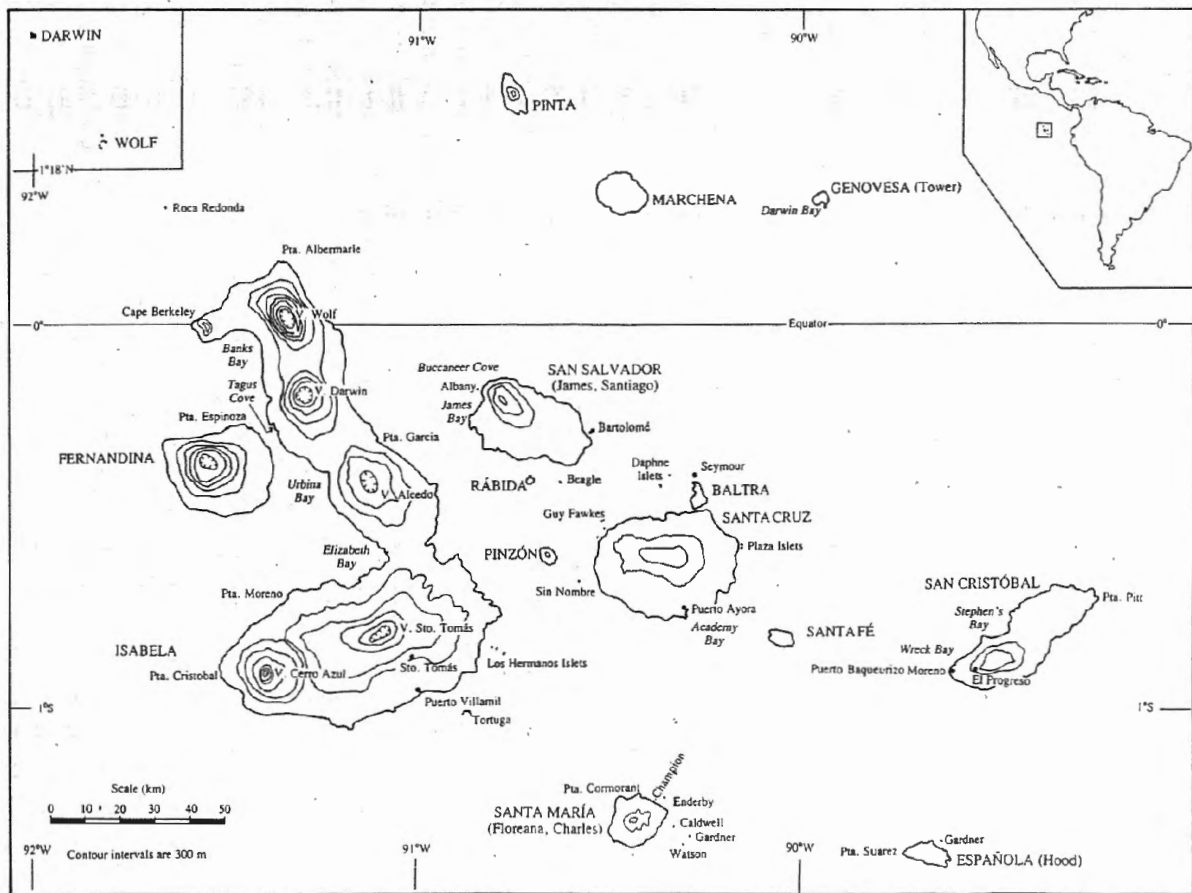 DARWIN
91°W
90°W
PINTA
WOLF
1°18'N
92°W
MARCHENA
GENOVESA (Tower)
Darwin Bay
Roca Redonda
Pta. Albermarle
Cape Berkeley
V. Wolf
0°
Equator
0°
Banks
Bay
Buccaneer Cove
SAN SALVADOR
(James, Santiago)
Tagus
Cove
V. Darwin
Albany
James
Bay
Pta. Espinoza
Bartolomé
Pta. Garcia
FERNANDINA
Daphne
Islets
Seymour
Urbina
Bay
V. Alcedo
RÁBIDA
Beagle
BALTRA
Guy Fawkes
SANTA CRUZ
Elizabeth
Bay
PINZÓN
Plaza Islets
Sin Nombre
Pta. Moreno
SAN CRISTÓBAL
Pta. Pitt
Stephen's
Bay
Puerto Ayora
Academy
Bay
V. Sto. Tomás
SANTA FÉ
ISABELA
Wreck Bay
Los Hermanos Islets
Pta. Cristobal
V. Cerro Azul
Sto. Tomás
Puerto Baqueurizo Moreno
El Progreso
Puerto Villamil
1°S
Tortuga
1°S
Scale (km)
0 10 20 30 40 50
Contour intervals are 300 m
Pta. Cormorant
Champion
Enderby
SANTA MARÍA
(Floreana, Charles)
Caldwell
Gardner
Watson
Gardner
Pta. Suarez
ESPAÑOLA (Hood)
92°W
91°W
90°W